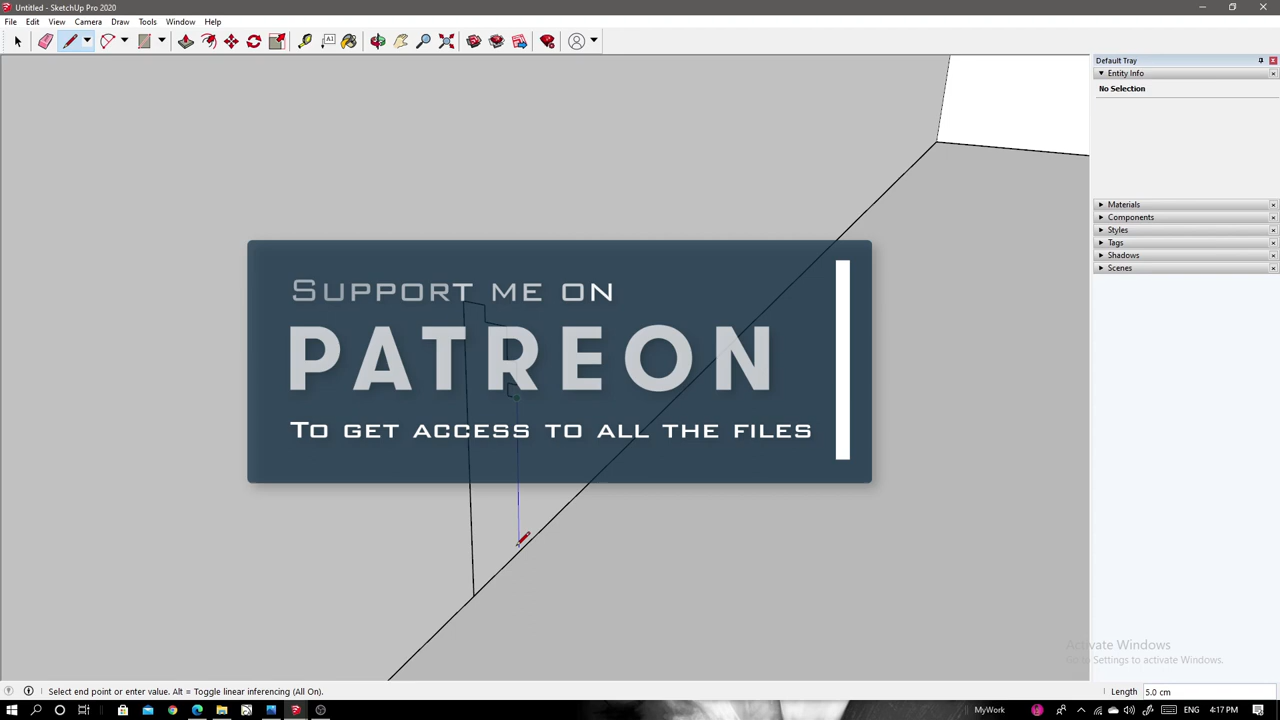 Untitled - SketchUp Pro 2020
File Edit View Camera Draw Tools Window Help
Default Tray
Entity Info
No Selection
Materials
Components
Styles
Tags
Shadows
Scenes
Support me on
PATREON
To get access to all the files
Activate Windows
Go to Settings to activate Windows.
Select end point or enter value. Alt = Toggle linear inferencing (All On).
Length 5.0 cm
MyWork
4:17 PM